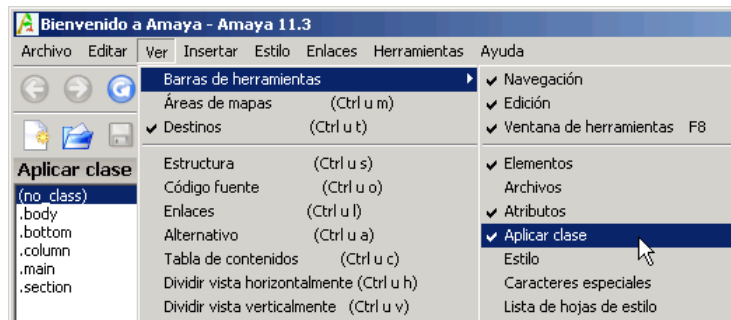 Bienvenido a Amaya - Amaya 11.3
Archivo Editar Ver Insertar Estilo Enlaces Herramientas Ayuda
Barras de herramientas
Áreas de mapas (Ctrl u m)
Destinos (Ctrl u t)
Estructura (Ctrl u s)
Código fuente (Ctrl u o)
Enlaces (Ctrl u l)
Alternativo (Ctrl u a)
Tabla de contenidos (Ctrl u c)
Dividir vista horizontalmente (Ctrl u h)
Dividir vista verticalmente (Ctrl u v)
Navegación
Edición
Ventana de herramientas F8
Elementos
Archivos
Atributos
Aplicar clase
Estilo
Caracteres especiales
Lista de hojas de estilo
Aplicar clase
(no_class)
.body
.bottom
.column
.main
.section